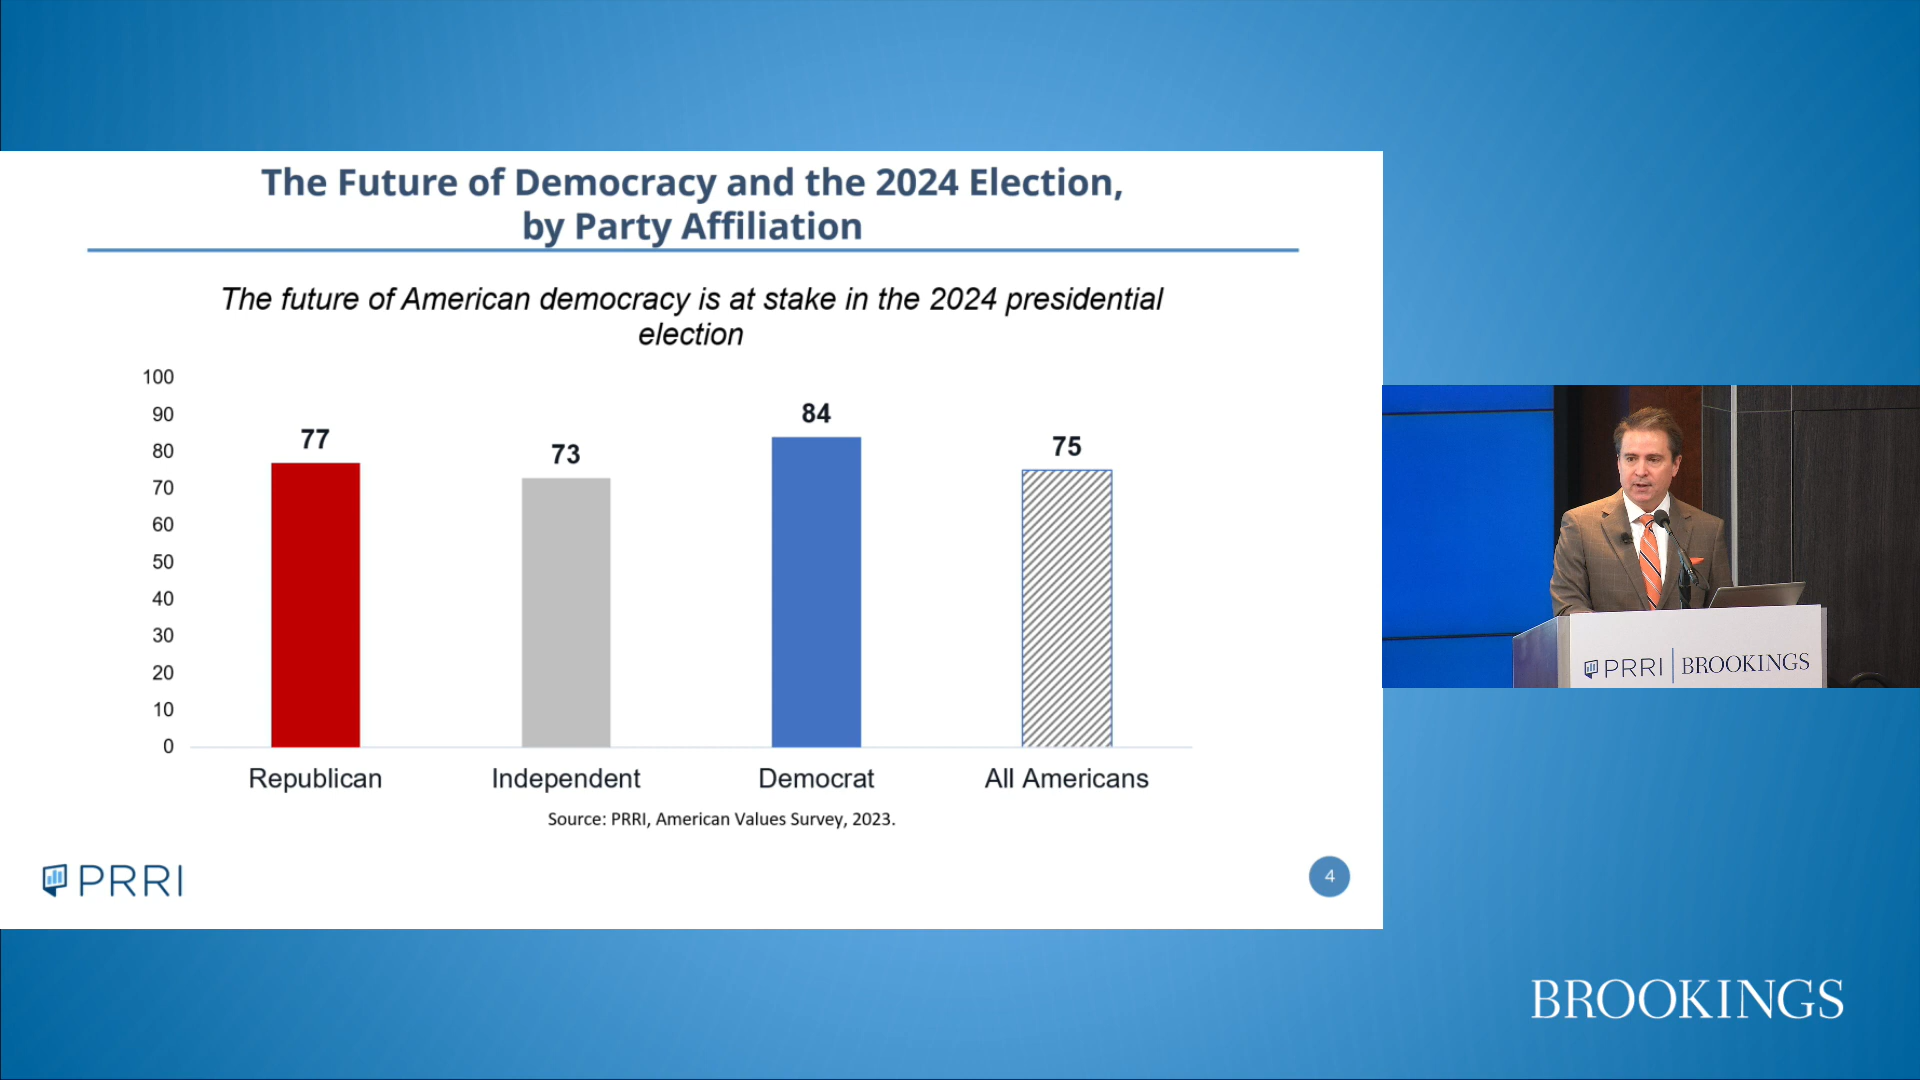 The Future of Democracy and the 2024 Election,
by Party Affiliation
The future of American democracy is at stake in the 2024 presidential
election
100
90
80
70
60
50
40
30
20
10
0
77
73
84
75
Republican
Independent
Democrat
All Americans
Source: PRRI, American Values Survey, 2023.
PRRI
4
PRRI | BROOKINGS
BROOKINGS